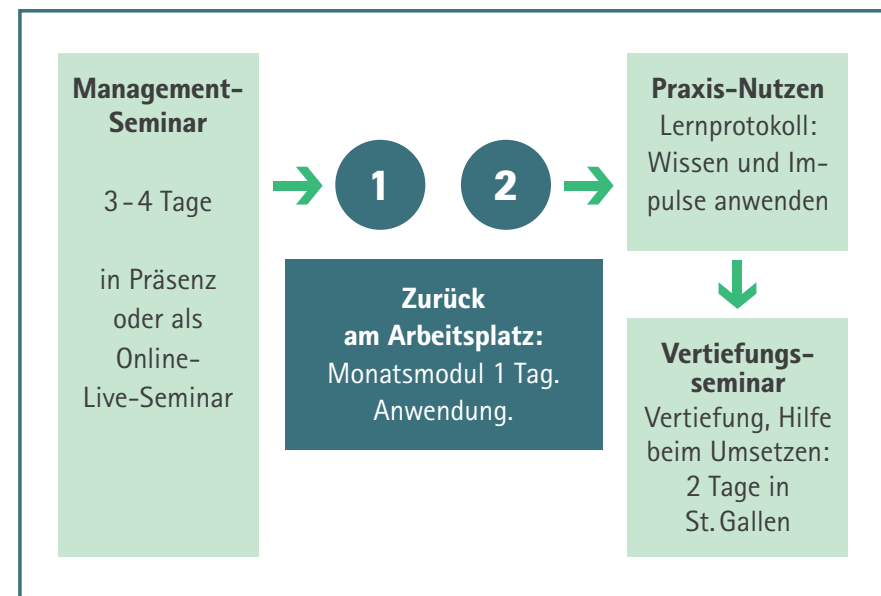 Management-
Seminar
3 – 4 Tage
in Präsenz
oder als
Online-
Live-Seminar
1
2
Zurück
am Arbeitsplatz:
Monatsmodul 1 Tag.
Anwendung.
Praxis-Nutzen
Lernprotokoll:
Wissen und Im-
pulse anwenden
Vertiefungs-
seminar
Vertiefung, Hilfe
beim Umsetzen:
2 Tage in
St. Gallen